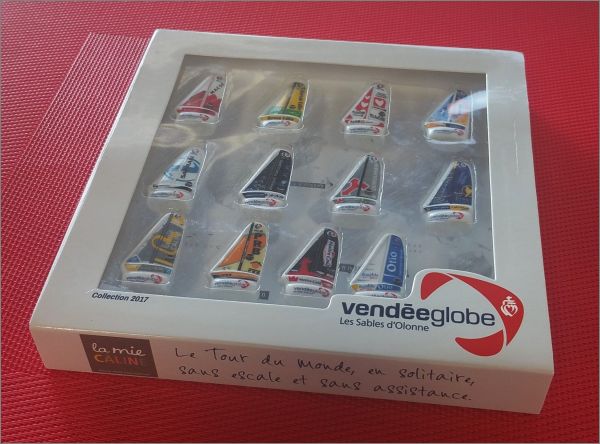 Collection 2017
vendéeglobe
Les Sables d'Olonne
la mie
CÂLINE
Le Tour du Monde, en solitaire,
sans escale et sans assistance.